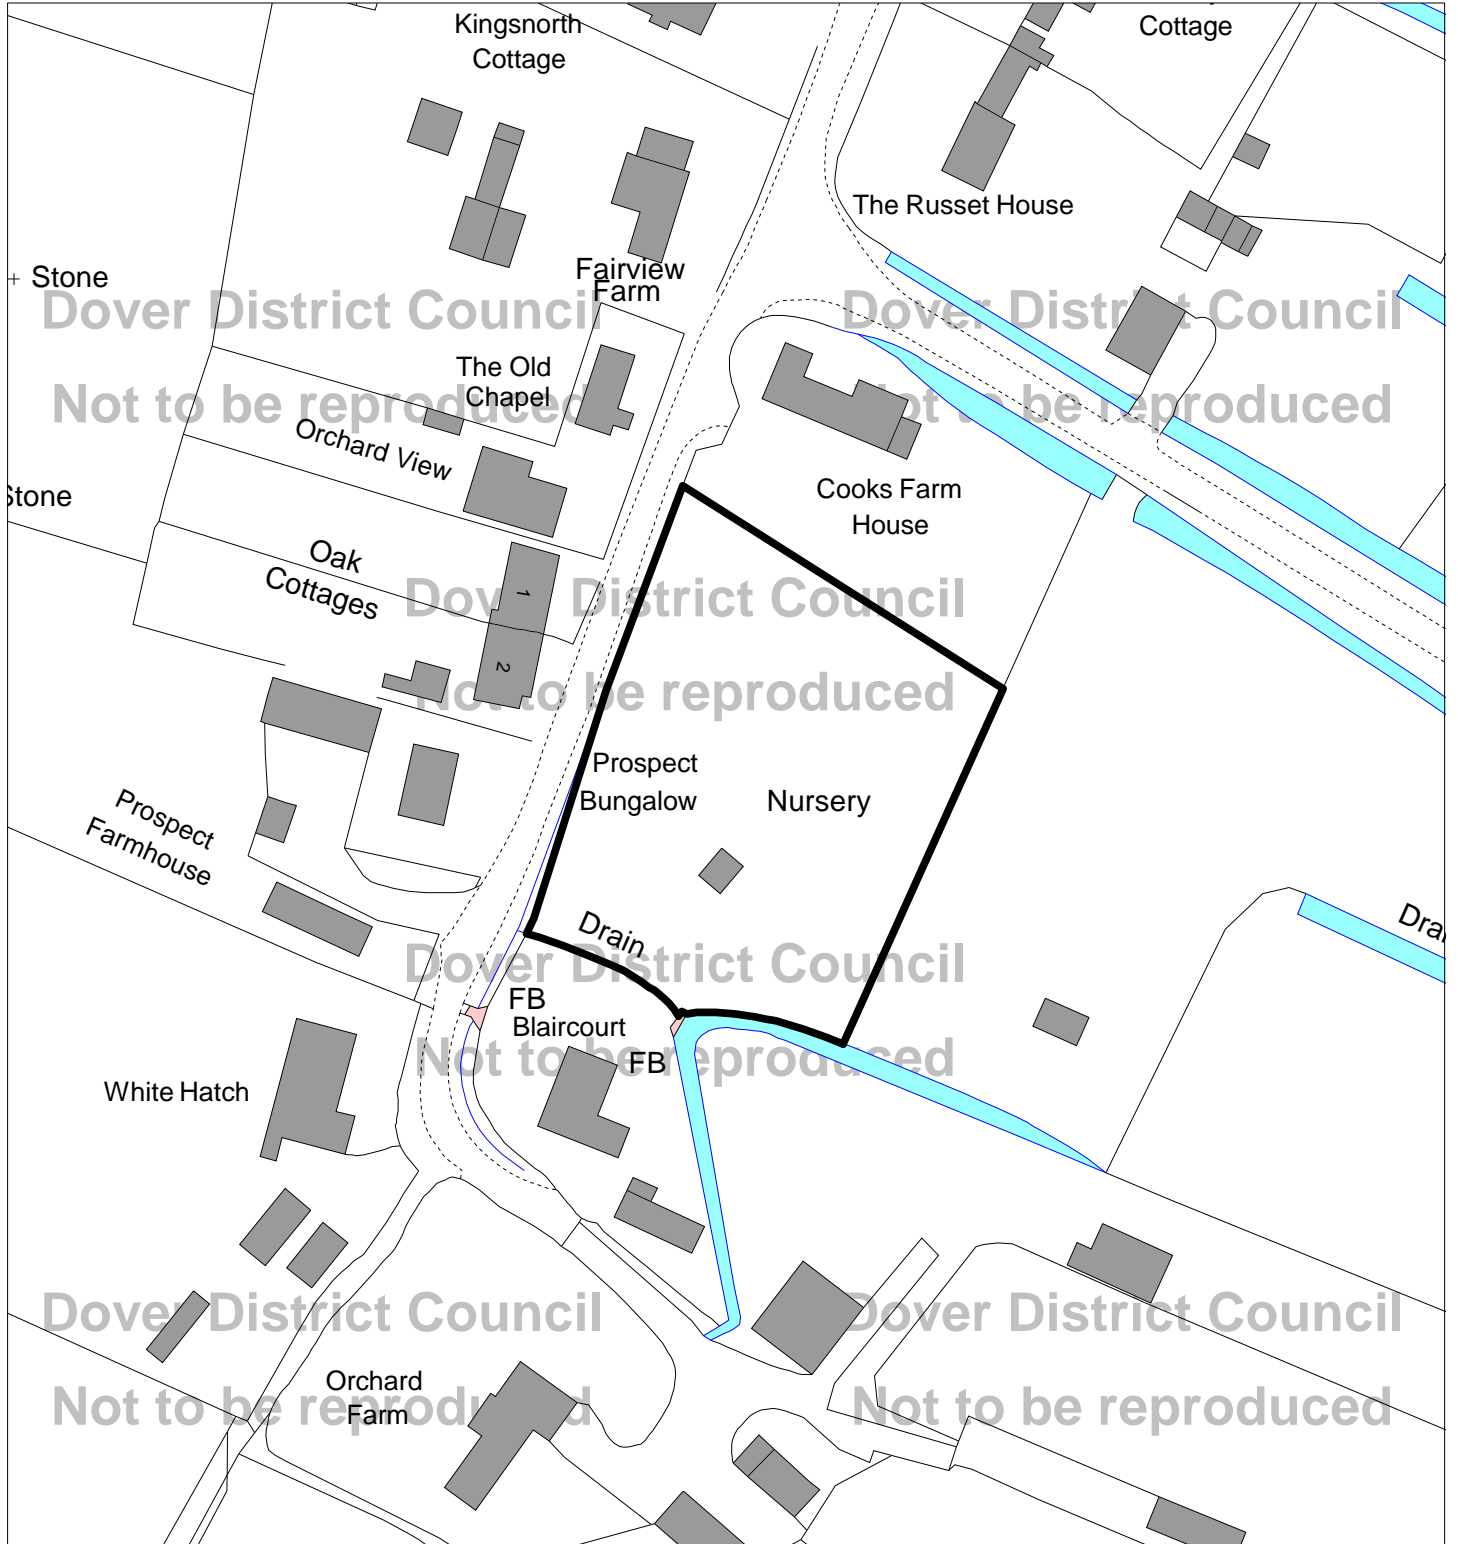 Kingsnorth
Cottage
Cottage
The Russet House
Stone
Fairview
Farm
Dover District Council
Dover District Council
The Old
Chapel
Not to be reproduced
Not to be reproduced
Orchard View
Stone
Cooks Farm
House
Oak
Cottages
1
Dover District Council
2
Not to be reproduced
Prospect
Bungalow
Nursery
Prospect
Farmhouse
Drain
Drain
Dover District Council
FB
Blaircourt
Not to be reproduced
FB
White Hatch
Dover District Council
Dover District Council
Orchard
Farm
Not to be reproduced
Not to be reproduced